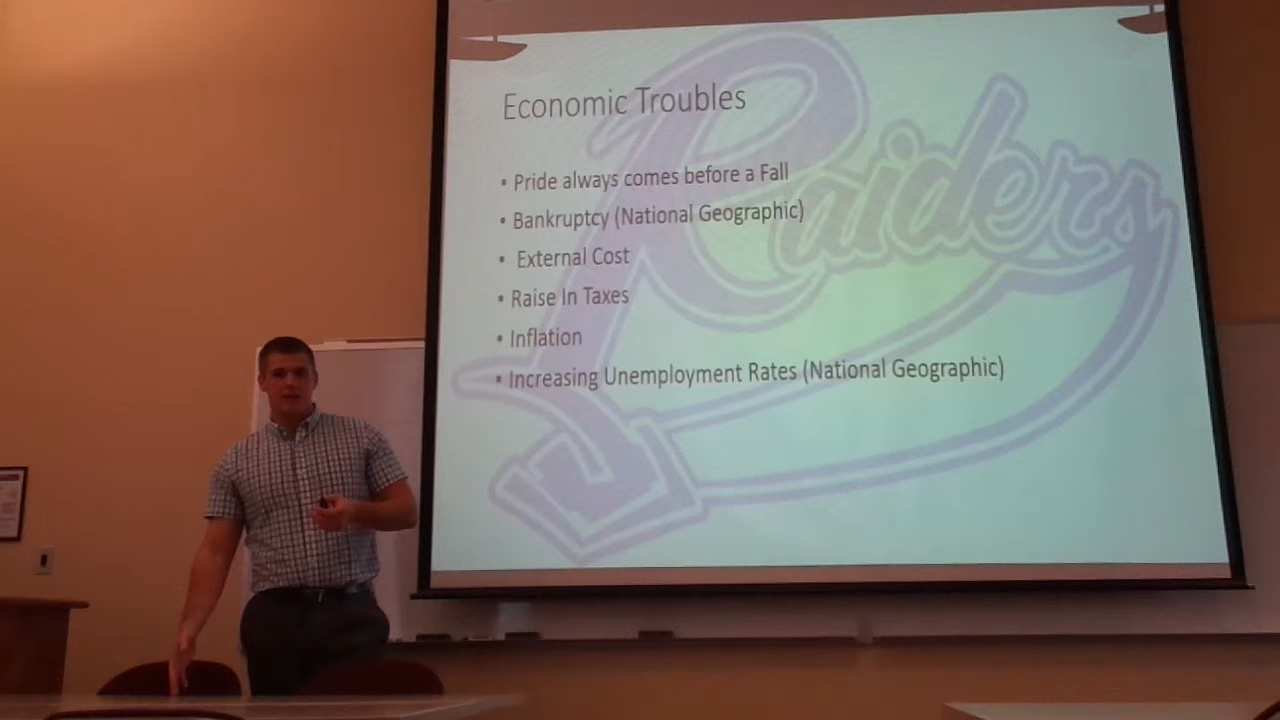 Economic Troubles
• Pride always comes before a Fall
• Bankruptcy (National Geographic)
• External Cost
• Raise In Taxes
• Inflation
• Increasing Unemployment Rates (National Geographic)
Raiders